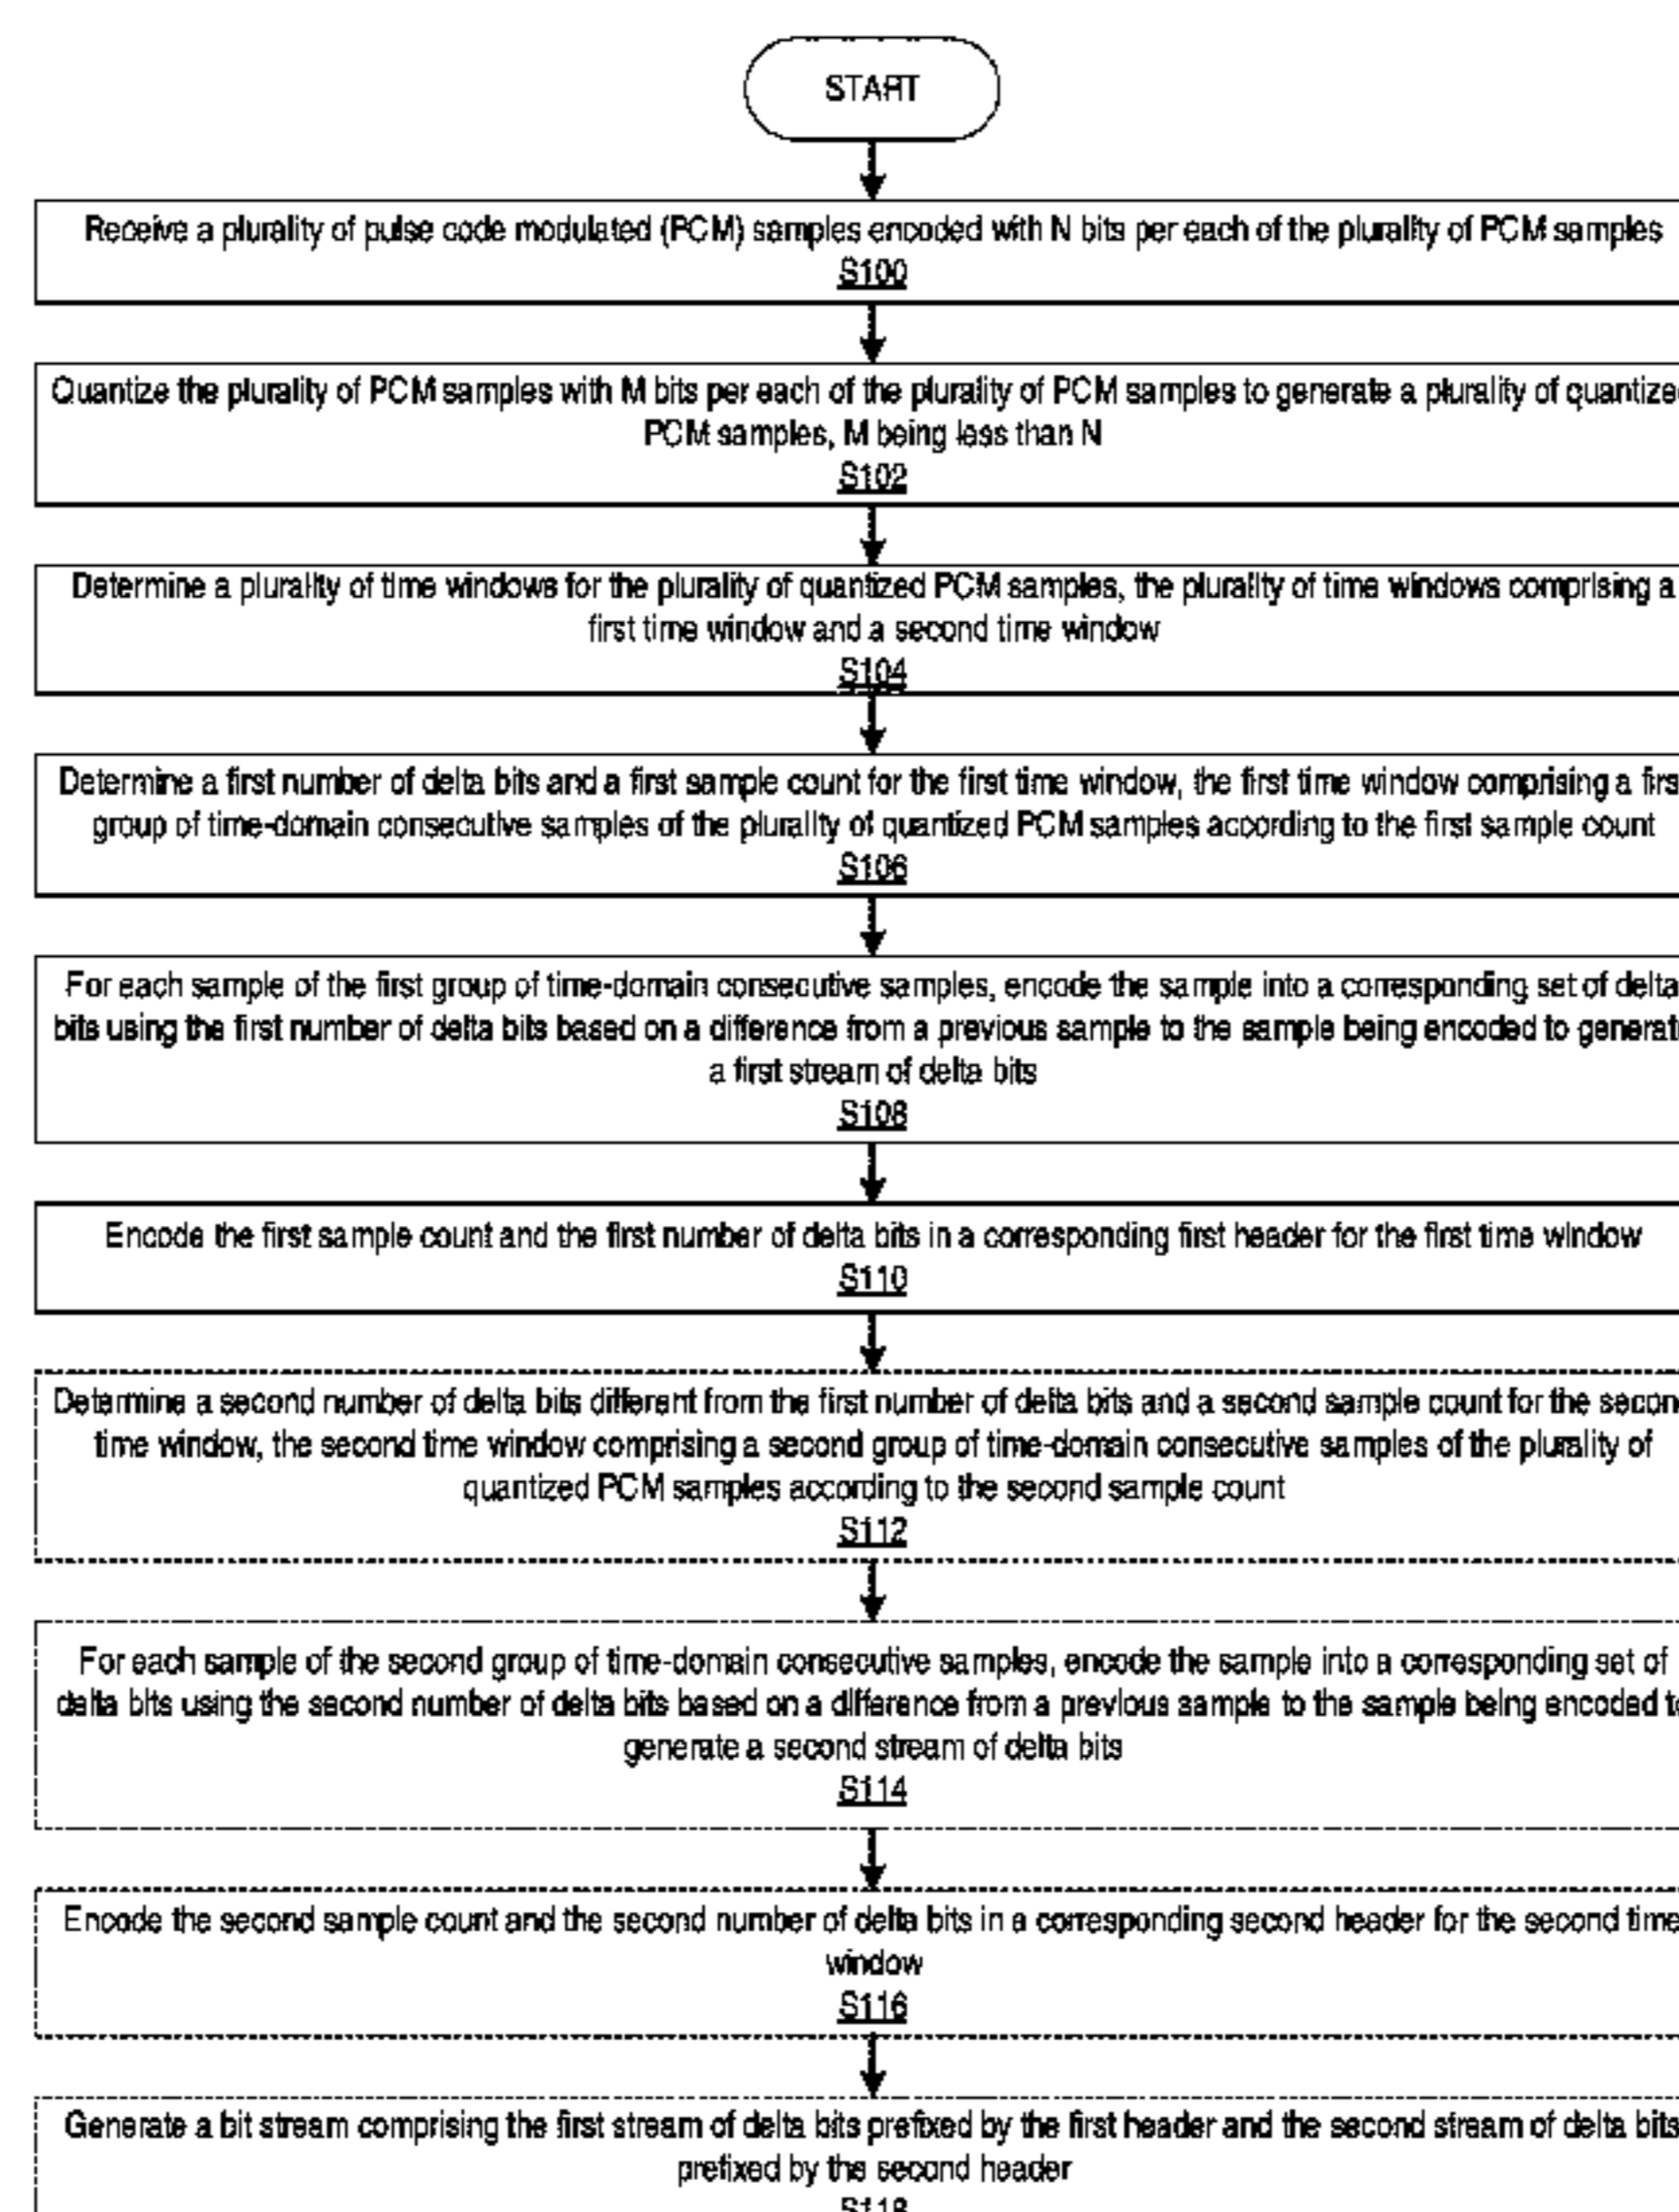 START
Receive a plurality of pulse code modulated (PCM) samples encoded with N bits per each of the plurality of PCM samples
S100
Quantize the plurality of PCM samples with M bits per each of the plurality of PCM samples to generate a plurality of quantized
PCM samples, M being less than N
S102
Determine a plurality of time windows for the plurality of quantized PCM samples, the plurality of time windows comprising a
first time window and a second time window
S104
Determine a first number of delta bits and a first sample count for the first time window, the first time window comprising a firs
group of time-domain consecutive samples of the plurality of quantized PCM samples according to the first sample count
S106
For each sample of the first group of time-domain consecutive samples, encode the sample into a corresponding set of delta
bits using the first number of delta bits based on a difference from a previous sample to the sample being encoded to generat
a first stream of delta bits
S108
Encode the first sample count and the first number of delta bits in a corresponding first header for the first time window
S110
Determine a second number of delta bits different from the first number of delta bits and a second sample count for the secon
time window, the second time window comprising a second group of time-domain consecutive samples of the plurality of
quantized PCM samples according to the second sample count
S112
For each sample of the second group of time-domain consecutive samples, encode the sample into a corresponding set of
delta bits using the second number of delta bits based on a difference from a previous sample to the sample being encoded to
generate a second stream of delta bits
S114
Encode the second sample count and the second number of delta bits in a corresponding second header for the second time
window
S116
Generate a bit stream comprising the first stream of delta bits prefixed by the first header and the second stream of delta bits
prefixed by the second header
S118